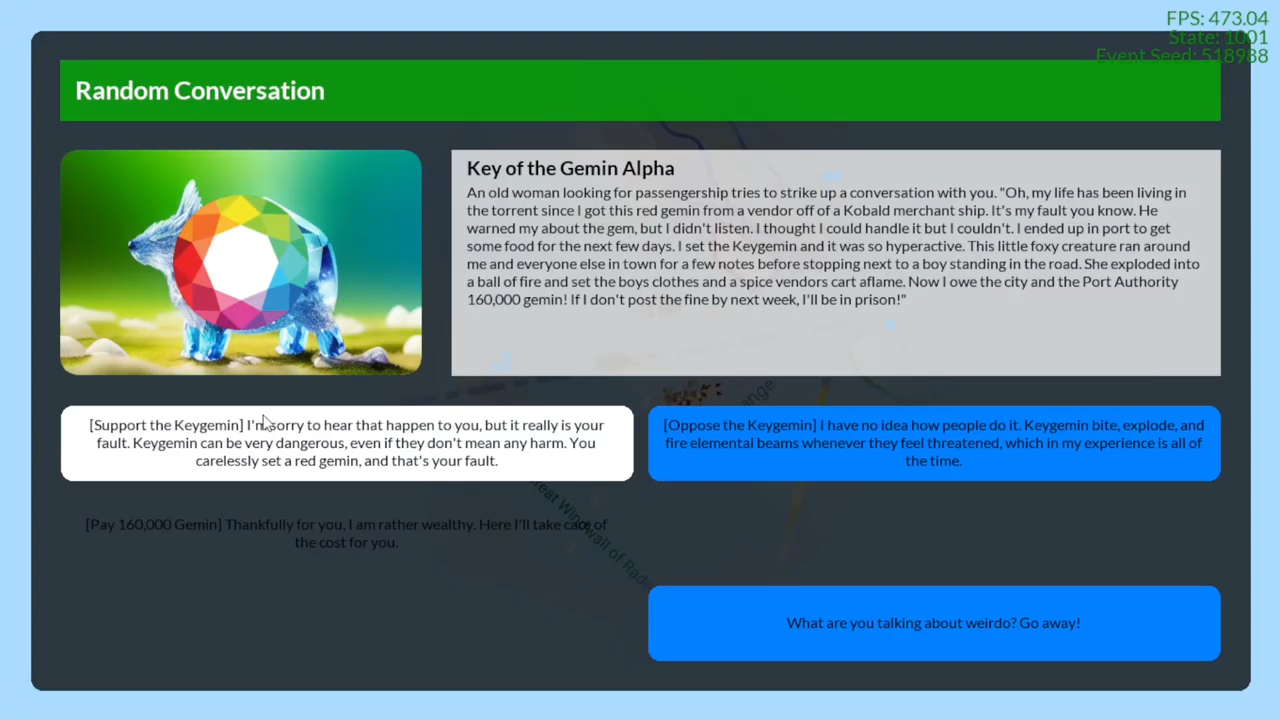 FPS: 473.04
State: 1001
Event Seed: 518988
Random Conversation
Key of the Gemin Alpha
An old woman looking for passengership tries to strike up a conversation with you. "Oh, my life has been living in
the torrent since I got this red gemin from a vendor off of a Kobald merchant ship. It's my fault you know. He
warned my about the gem, but I didn't listen. I thought I could handle it but I couldn't. I ended up in port to get
some food for the next few days. I set the Keygemin and it was so hyperactive. This little foxy creature ran around
me and everyone else in town for a few notes before stopping next to a boy standing in the road. She exploded into
a ball of fire and set the boys clothes and a spice vendors cart aflame. Now I owe the city and the Port Authority
160,000 gemin! If I don't post the fine by next week, I'll be in prison!"
[Support the Keygemin] I'm sorry to hear that happen to you, but it really is your
fault. Keygemin can be very dangerous, even if they don't mean any harm. You
carelessly set a red gemin, and that's your fault.
[Oppose the Keygemin] I have no idea how people do it. Keygemin bite, explode, and
fire elemental beams whenever they feel threatened, which in my experience is all of
the time.
[Pay 160,000 Gemin] Thankfully for you, I am rather wealthy. Here I'll take care of
the cost for you.
What are you talking about weirdo? Go away!